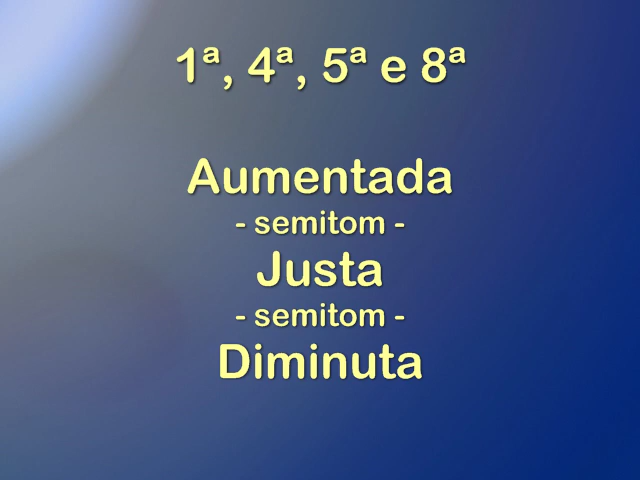 1ª, 4ª, 5ª e 8ª
Aumentada
- semitom -
Justa
- semitom -
Diminuta